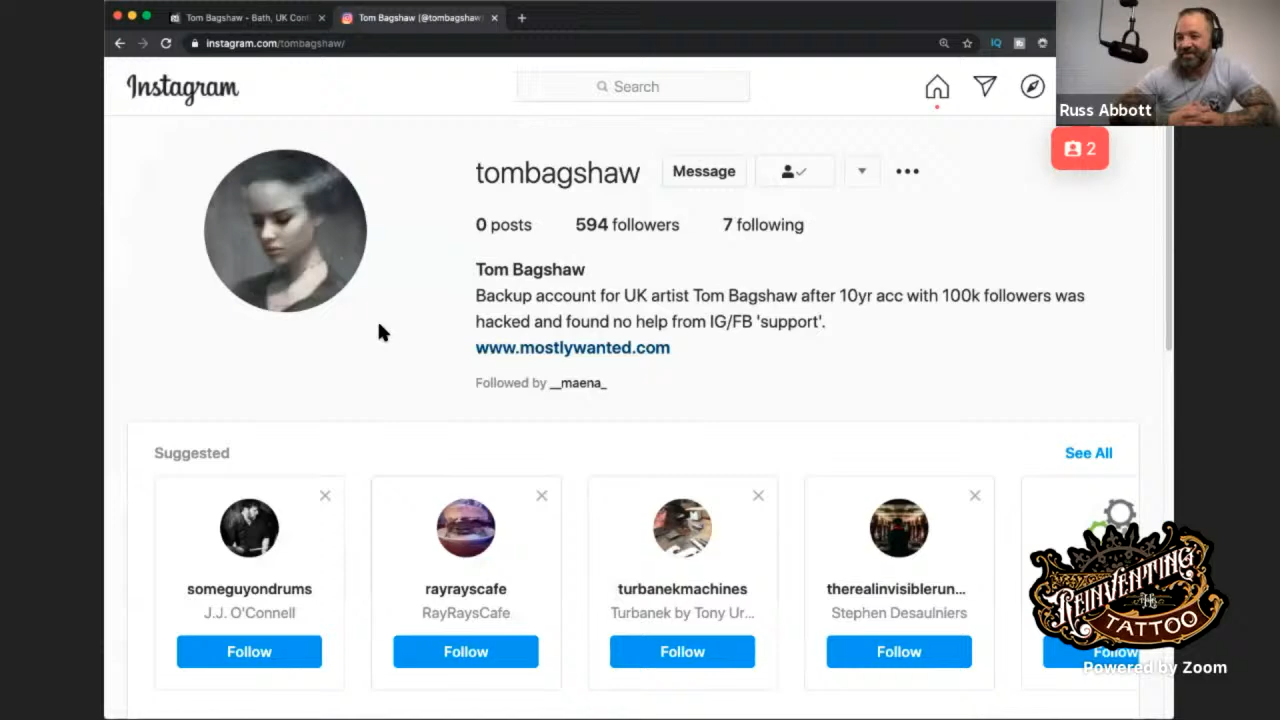 Tom Bagshaw - Bath, UK Cont
Tom Bagshaw (@tombagshaw)
instagram.com/tombagshaw/
IQ
Russ Abbott
Instagram
Search
2
tombagshaw
Message
0 posts
594 followers
7 following
Tom Bagshaw
Backup account for UK artist Tom Bagshaw after 10yr acc with 100k followers was
hacked and found no help from IG/FB 'support'.
www.mostlywanted.com
Followed by __maena_
Suggested
See All
someguyondrums
J.J. O'Connell
Follow
rayrayscafe
RayRaysCafe
Follow
turbanekmachines
Turbanek by Tony Ur...
Follow
therealinvisiblerun...
Stephen Desaulniers
Follow
Follow
REINVENTING
THE
TATTOO
Powered by Zoom